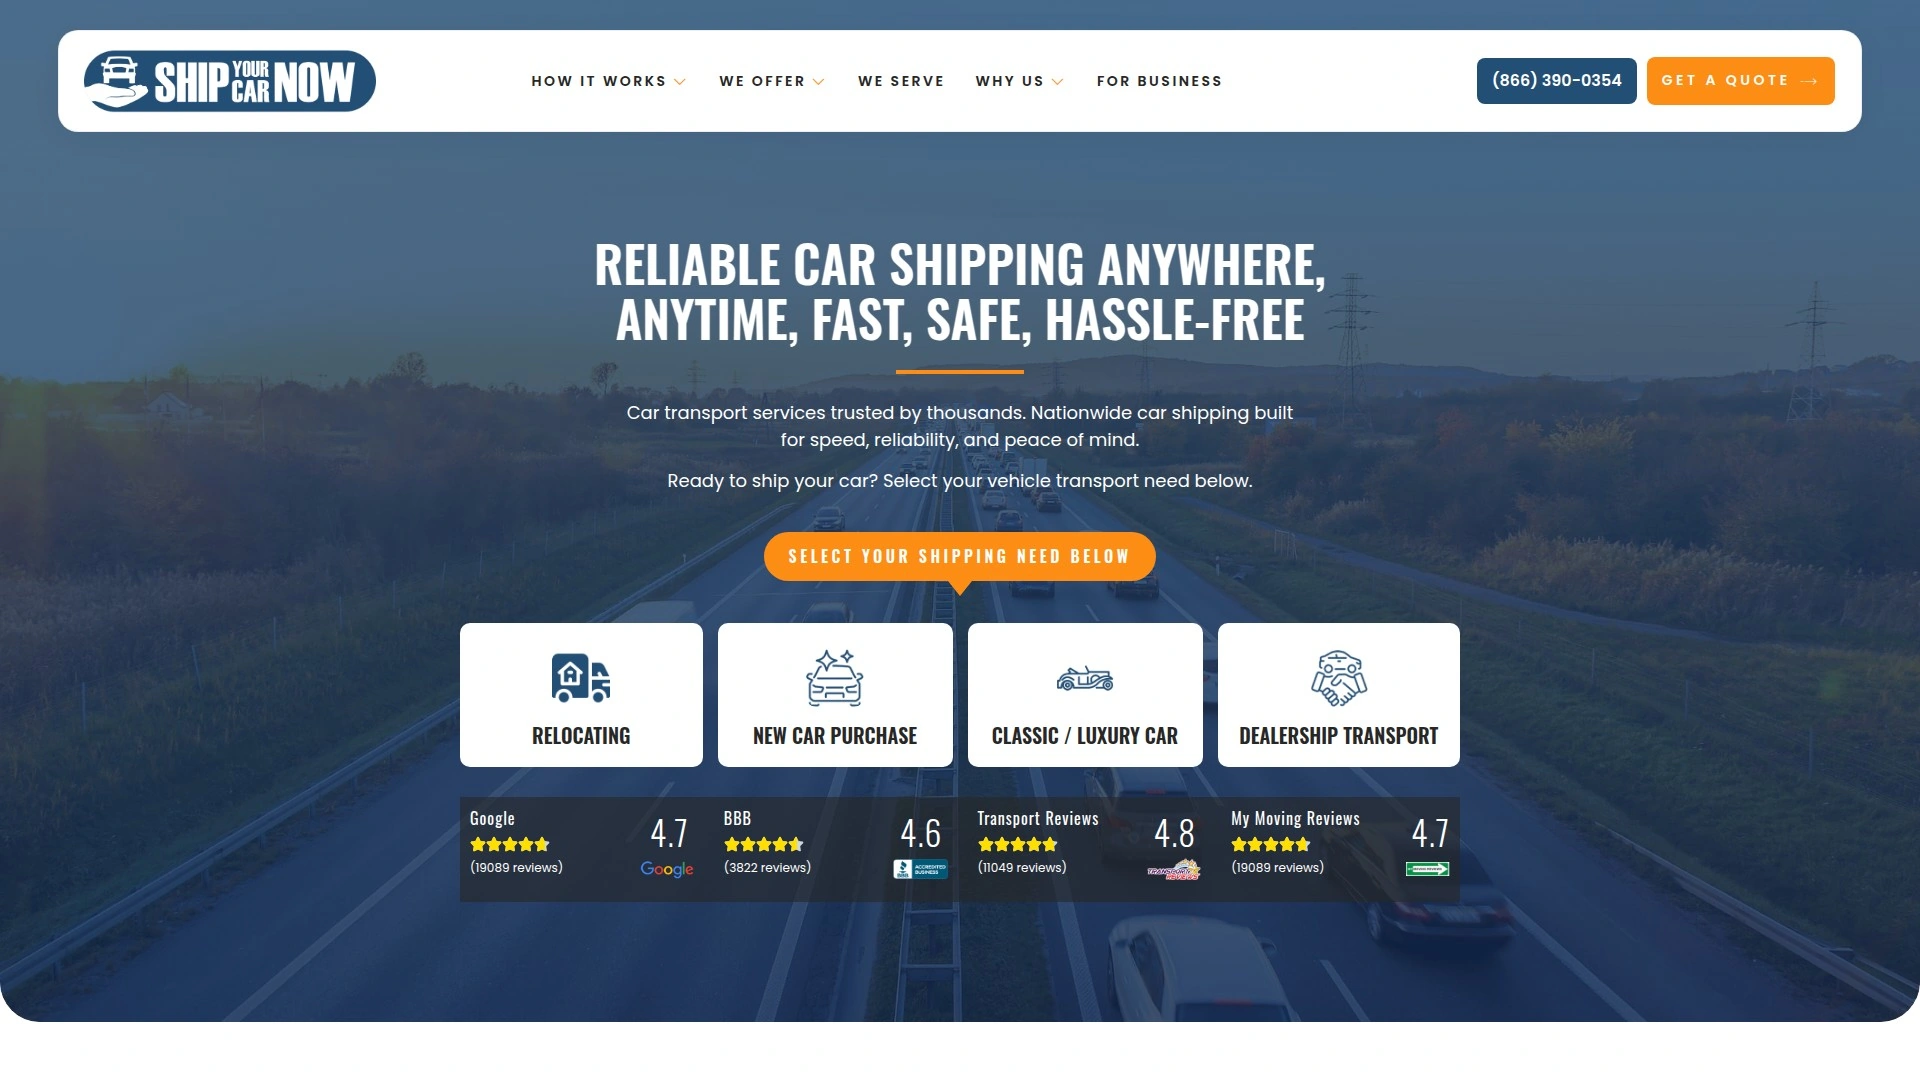 SHIP YOUR CAR NOW
HOW IT WORKS
WE OFFER
WE SERVE
WHY US
FOR BUSINESS
(866) 390-0354
GET A QUOTE
RELIABLE CAR SHIPPING ANYWHERE,
ANYTIME, FAST, SAFE, HASSLE-FREE
Car transport services trusted by thousands. Nationwide car shipping built
for speed, reliability, and peace of mind.
Ready to ship your car? Select your vehicle transport need below.
SELECT YOUR SHIPPING NEED BELOW
RELOCATING
NEW CAR PURCHASE
CLASSIC / LUXURY CAR
DEALERSHIP TRANSPORT
Google
4.7
(19089 reviews)
Google
BBB
4.6
(3822 reviews)
ACCREDITED
BUSINESS
Transport Reviews
4.8
(11049 reviews)
TRANSPORT
REVIEWS
My Moving Reviews
4.7
(19089 reviews)